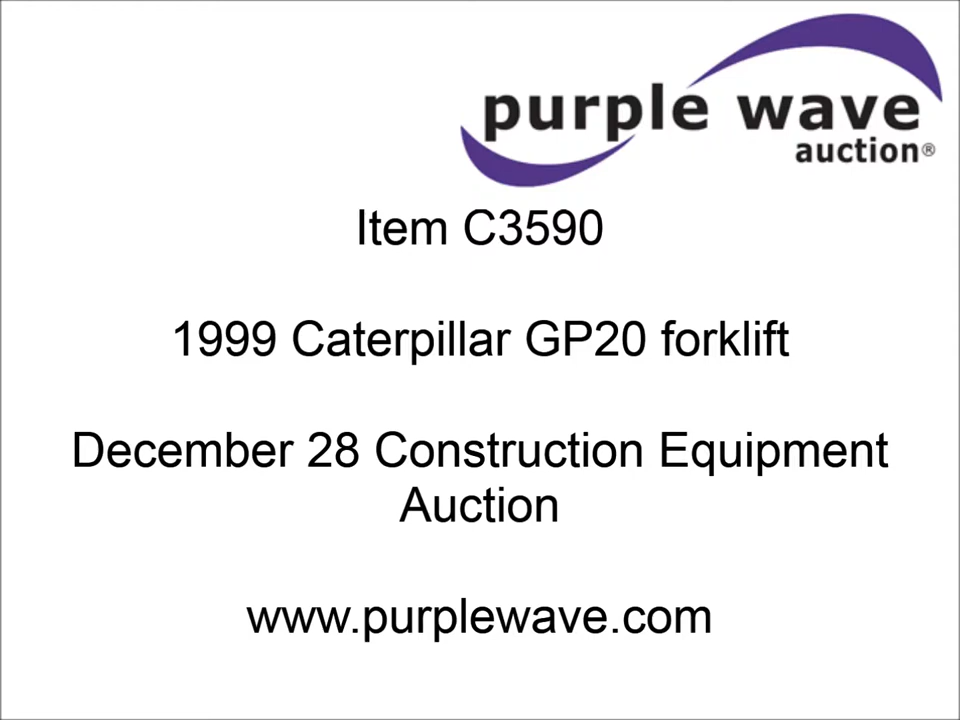 purple wave
auction®
Item C3590
1999 Caterpillar GP20 forklift
December 28 Construction Equipment
Auction
www.purplewave.com